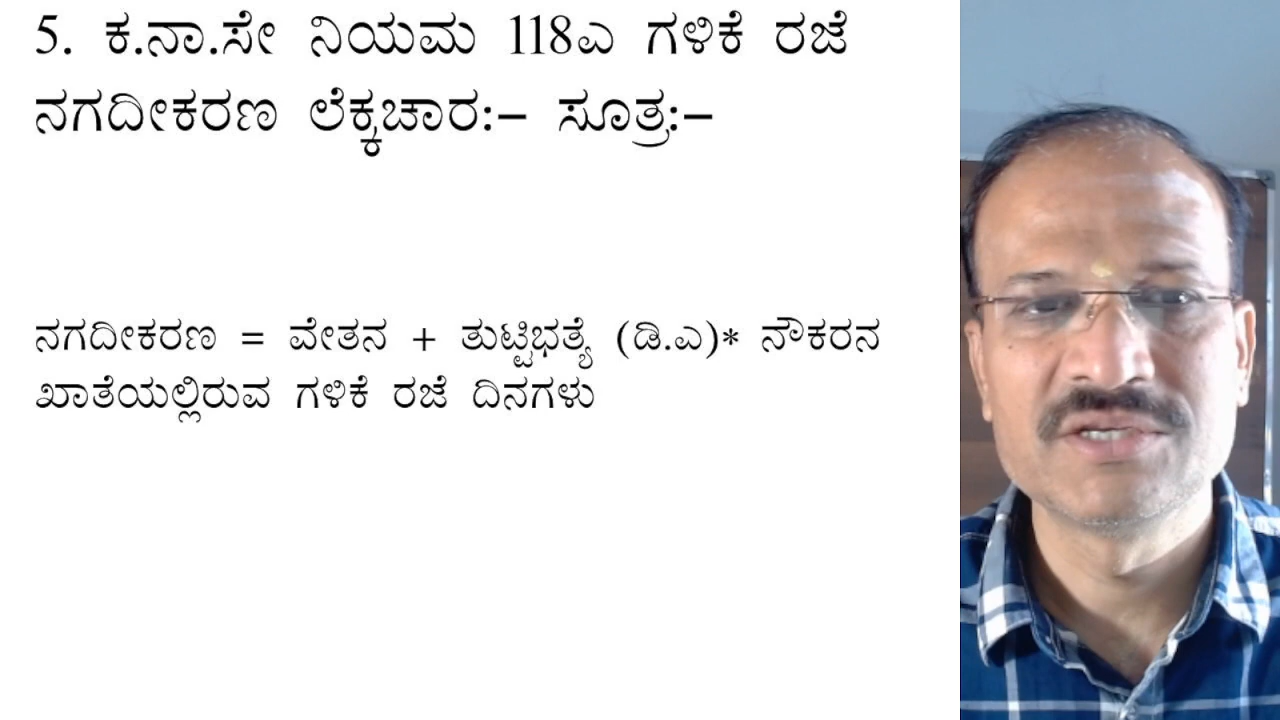 5. ಕ.ನಾ.ಸೇ ನಿಯಮ 118ಎ ಗಳಿಕೆ ರಜೆ
ನಗದೀಕರಣ ಲೆಕ್ಕಚಾರ:– ಸೂತ್ರ:–
ನಗದೀಕರಣ = ವೇತನ + ತುಟ್ಟಿಭತ್ಯೆ (ಡಿ.ಎ)* ನೌಕರನ
ಖಾತೆಯಲ್ಲಿರುವ ಗಳಿಕೆ ರಜೆ ದಿನಗಳು